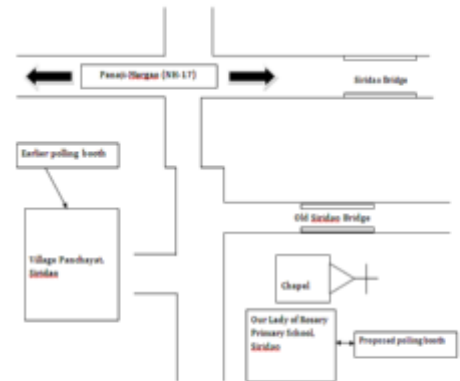 Panaji-Margao (NH-17)
Siridao Bridge
Earlier polling booth
Old Siridao Bridge
Village Panchayat,
Siridao
Chapel
Our Lady of Rosary
Primary School,
Siridao
Proposed polling booth